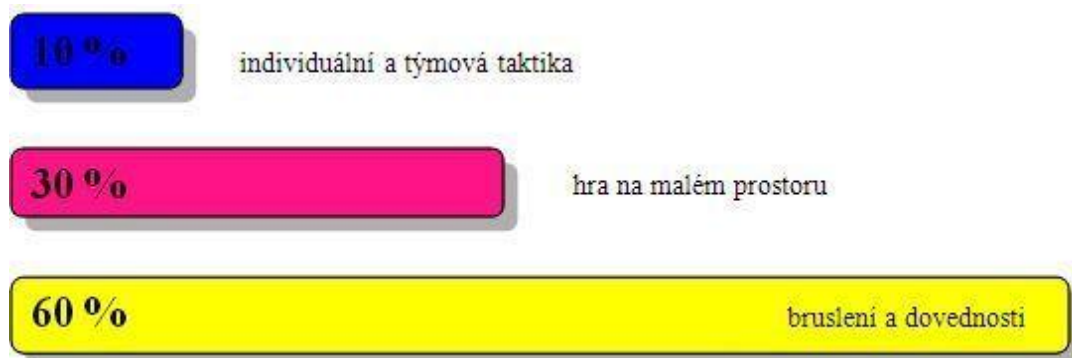 10 %
individuální a týmová taktika
30 %
hra na malém prostoru
60 %
bruslení a dovednosti